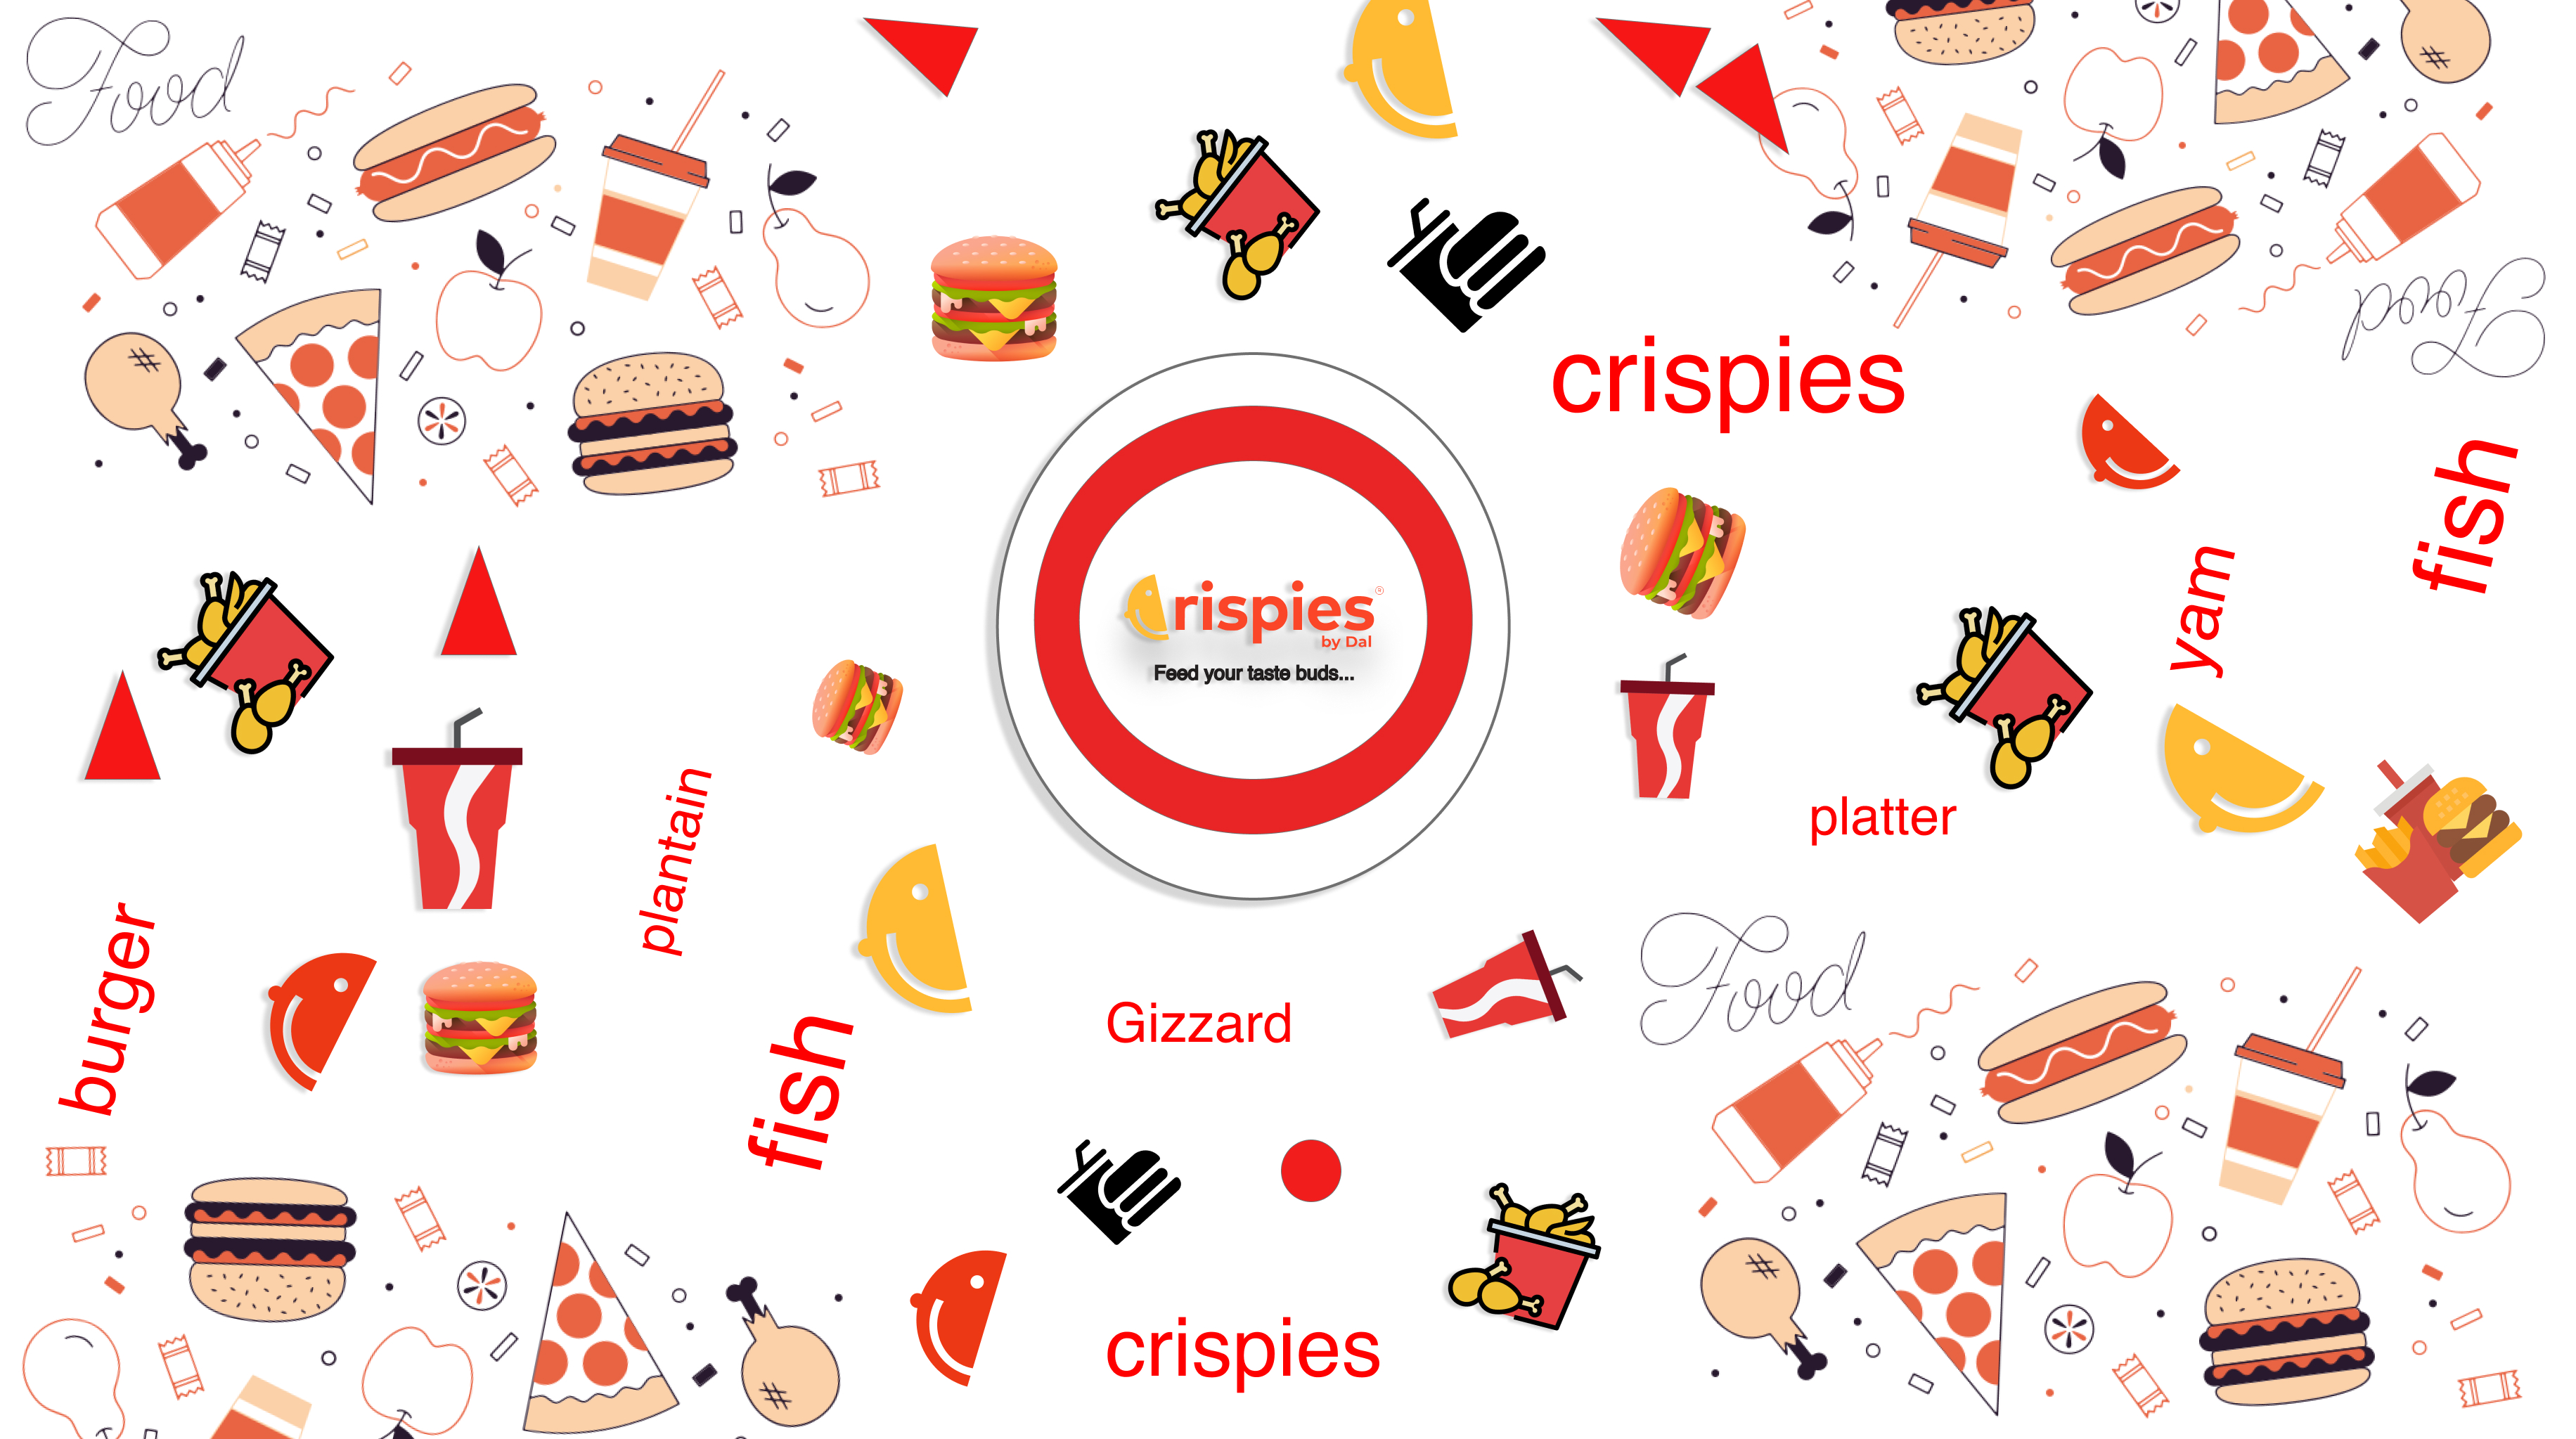 Food
Food
crispies
fish
yam
Crispies®
by Dal
Feed your taste buds...
plantain
platter
burger
Food
fish
Gizzard
crispies